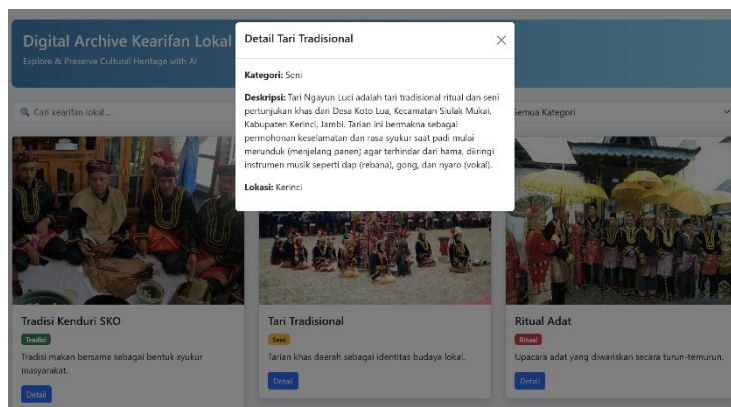 Digital Archive Kearifan Lokal
Explore & Preserve Cultural Heritage with AI
Detail Tari Tradisional
Kategori: Seni
Deskripsi: Tari Ngayun Luci adalah tari tradisional ritual dan seni
pertunjukan khas dari Desa Koto Lua, Kecamatan Siulak Mukai,
Kabupaten Kerinci, Jambi. Tarian ini bermakna sebagai
permohonan keselamatan dan rasa syukur saat padi mulai
merunduk (menjelang panen) agar terhindar dari hama, diiringi
instrumen musik seperti dap (rebana), gong, dan nyaro (vokal).
Lokasi: Kerinci
Cari kearifan lokal...
Semua Kategori
Tradisi Kenduri SKO
Tradisi
Tradisi makan bersama sebagai bentuk syukur
masyarakat.
Detail
Tari Tradisional
Seni
Tarian khas daerah sebagai identitas budaya lokal.
Detail
Ritual Adat
Ritual
Upacara adat yang diwariskan secara turun-temurun.
Detail